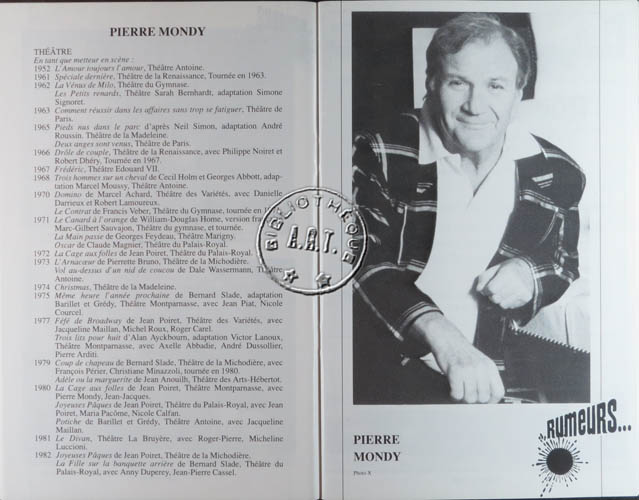 PIERRE MONDY
THÉÂTRE
En tant que metteur en scène :
1952 L'Amour toujours l'amour, Théâtre Antoine.
1961 Spéciale dernière, Théâtre de la Renaissance, Tournée en 1963.
1962 La Vénus de Milo, Théâtre du Gymnase.
Les Petits renards, Théâtre Sarah Bernhardt, adaptation Simone
Signoret.
1963 Comment réussir dans les affaires sans trop se fatiguer, Théâtre de
Paris.
1965 Pieds nus dans le parc d'après Neil Simon, adaptation André
Roussin. Théâtre de la Madeleine.
Deux anges sont venus, Théâtre de Paris.
1966 Drôle de couple, Théâtre de la Renaissance, avec Philippe Noiret et
Robert Dhéry, Tournée en 1967.
1967 Frédéric, Théâtre Edouard VII.
1968 Trois hommes sur un cheval de Cecil Holm et Georges Abbott, adap-
tation Marcel Moussy, Théâtre Antoine.
1970 Domino de Marcel Achard, Théâtre des Variétés, avec Danielle
Darrieux et Robert Lamoureux.
Le Contrat de Francis Veber, Théâtre du Gymnase, tournée en
1971 Le Canard à l'orange de William-Douglas Home, version
Marc-Gilbert Sauvajon, Théâtre du gymnase, et tournée.
La Main passe de Georges Feydeau, Théâtre Marigny.
Oscar de Claude Magnier, Théâtre du Palais-Royal.
1972 La Cage aux folles de Jean Poiret, Théâtre du Palais-Royal.
1973 L'Arnacœur de Pierrette Bruno, Théâtre de la Michodière.
Vol au-dessus d'un nid de coucou de Dale Wasserman, Théâtre
Antoine.
1974 Christmas, Théâtre de la Madeleine.
1975 Même heure l'année prochaine de Bernard Slade, adaptation
Barillet et Grédy, Théâtre Montparnasse, avec Jean Piat, Nicole
Courcel.
1977 Féfé de Broadway de Jean Poiret, Théâtre des Variétés, avec
Jacqueline Maillan, Michel Roux, Roger Carel.
Trois lits pour huit d'Alan Ayckbourn, adaptation Victor Lanoux,
Théâtre Montparnasse, avec Axelle Abbadie, André Dussollier,
Pierre Arditi.
1979 Coup de chapeau de Bernard Slade, Théâtre de la Michodière, avec
François Périer, Christiane Minazzoli, tournée en 1980.
Adèle ou la marguerite de Jean Anouilh, Théâtre des Arts-Hébertot.
1980 La Cage aux folles de Jean Poiret, Théâtre Montparnasse, avec
Pierre Mondy, Jean-Jacques.
Joyeuses Pâques de Jean Poiret, Théâtre du Palais-Royal, avec Jean
Poiret, Maria Pacôme, Nicole Calfan.
Potiche de Barillet et Grédy, Théâtre Antoine, avec Jacqueline
Maillan.
1981 Le Divan, Théâtre La Bruyère, avec Roger-Pierre, Micheline
Luccioni.
1982 Joyeuses Pâques de Jean Poiret, Théâtre de la Michodière.
La Fille sur la banquette arrière de Bernard Slade, Théâtre du
Palais-Royal, avec Anny Duperey, Jean-Pierre Cassel.
BIBLIOTHÈQUE
A.R.T.
PIERRE
MONDY
Photo X
RUMEURS...